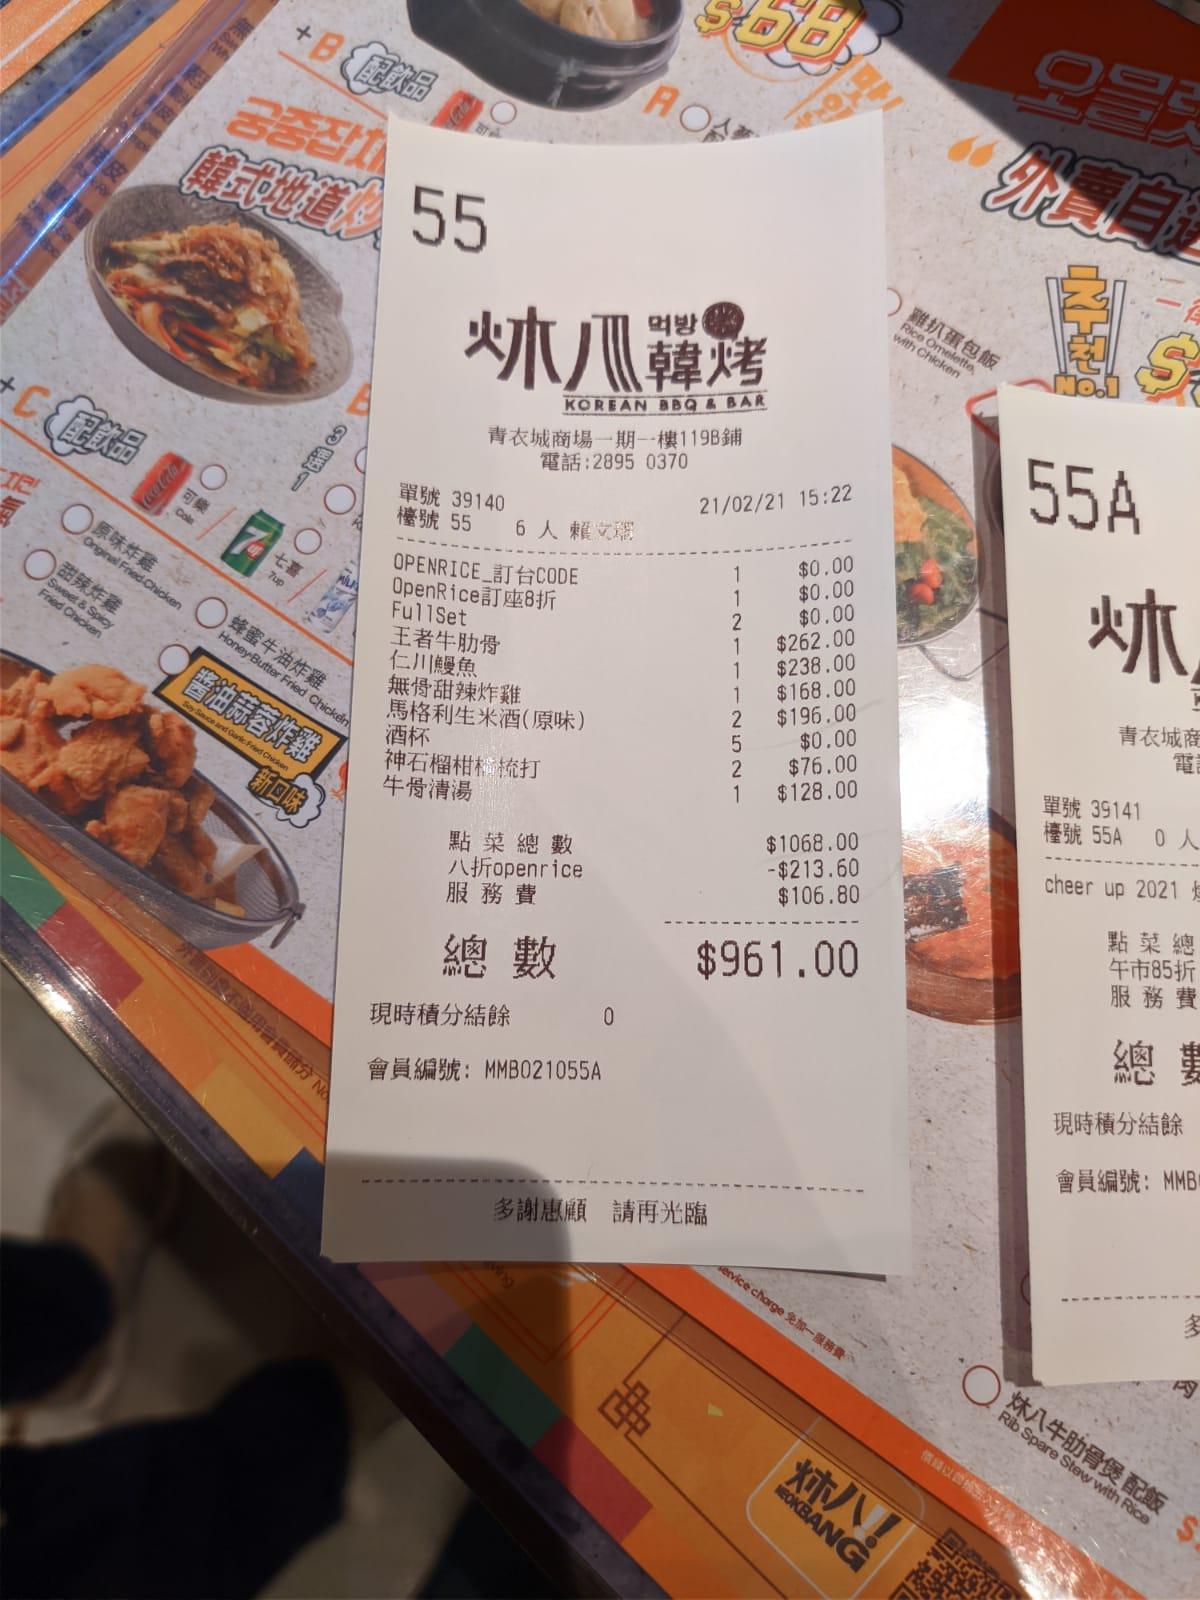 55
먹방
韓烤
KOREAN BBQ & BAR
青衣城商場一期一樓119B鋪
電話:2895 0370
單號 39140 21/02/21 15:22
檯號 55 6 人 賴文
OPENRICE_訂台CODE 1 $0.00
OpenRice訂座8折 1 $0.00
FullSet 2 $0.00
王者牛肋骨 1 $262.00
仁川鰻魚 1 $238.00
無骨甜辣炸雞 1 $168.00
馬格利生米酒(原味) 2 $196.00
酒杯 5 $0.00
神石榴柑橘梳打 2 $76.00
牛骨清湯 1 $128.00
點 菜 總 數 $1068.00
八折openrice -$213.60
服 務 費 $106.80
總 數 $961.00
現時積分結餘 0
會員編號: MMB021055A
多謝惠顧 請再光臨
55A
青衣城商
單號 39141
檯號 55A 0 人
cheer up 2021
點 菜 總
午市85折
服 務 費
總 數
現時積分結餘
會員編號: MMB
+B 配飲品
$68
A
궁중잡채
韓式地道炒
+C 配飲品
3選1
可樂
Cola
七喜
7up
原味炸雞
Original Fried Chicken
甜辣炸雞
Sweet & Spicy
Fried Chicken
蜂蜜牛油炸雞
Honey-Butter Fried Chicken
醬油蒜蓉炸雞
Soy Sauce and Garlic Fried Chicken
新口味
외賣自
추천
No.1
雞扒蛋包飯
Rice Omelette
with Chicken
service charge 免加一服務費
炑八牛肋骨煲 配飯
Rib Spare Stew with Rice
炑八!!
MEOKBANG